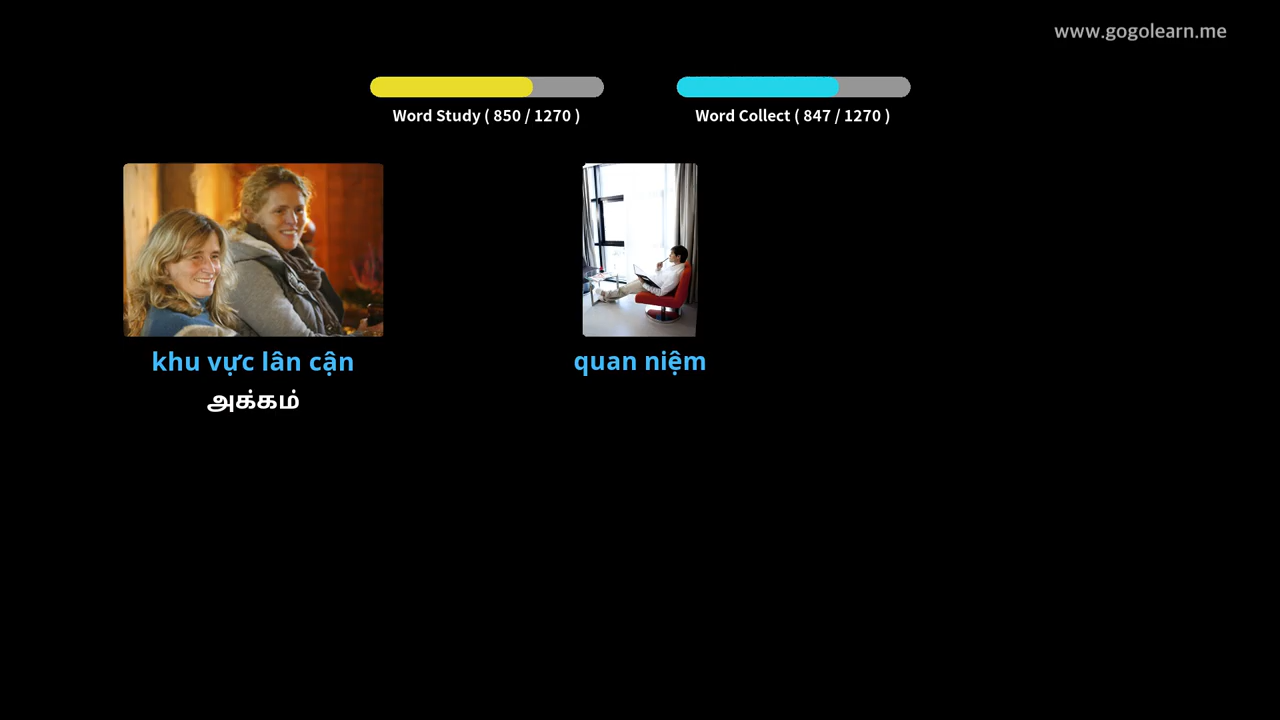 www.gogolearn.me
Word Study ( 850 / 1270 )
Word Collect ( 847 / 1270 )
khu vực lân cận
அக்கம்
quan niệm